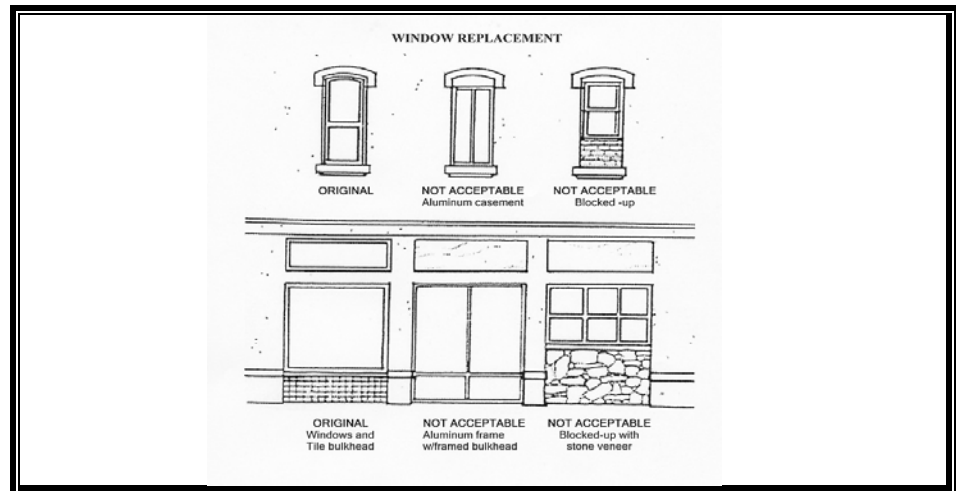 WINDOW REPLACEMENT
ORIGINAL
NOT ACCEPTABLE
Aluminum casement
NOT ACCEPTABLE
Blocked -up
ORIGINAL
Windows and
Tile bulkhead
NOT ACCEPTABLE
Aluminum frame
w/framed bulkhead
NOT ACCEPTABLE
Blocked-up with
stone veneer